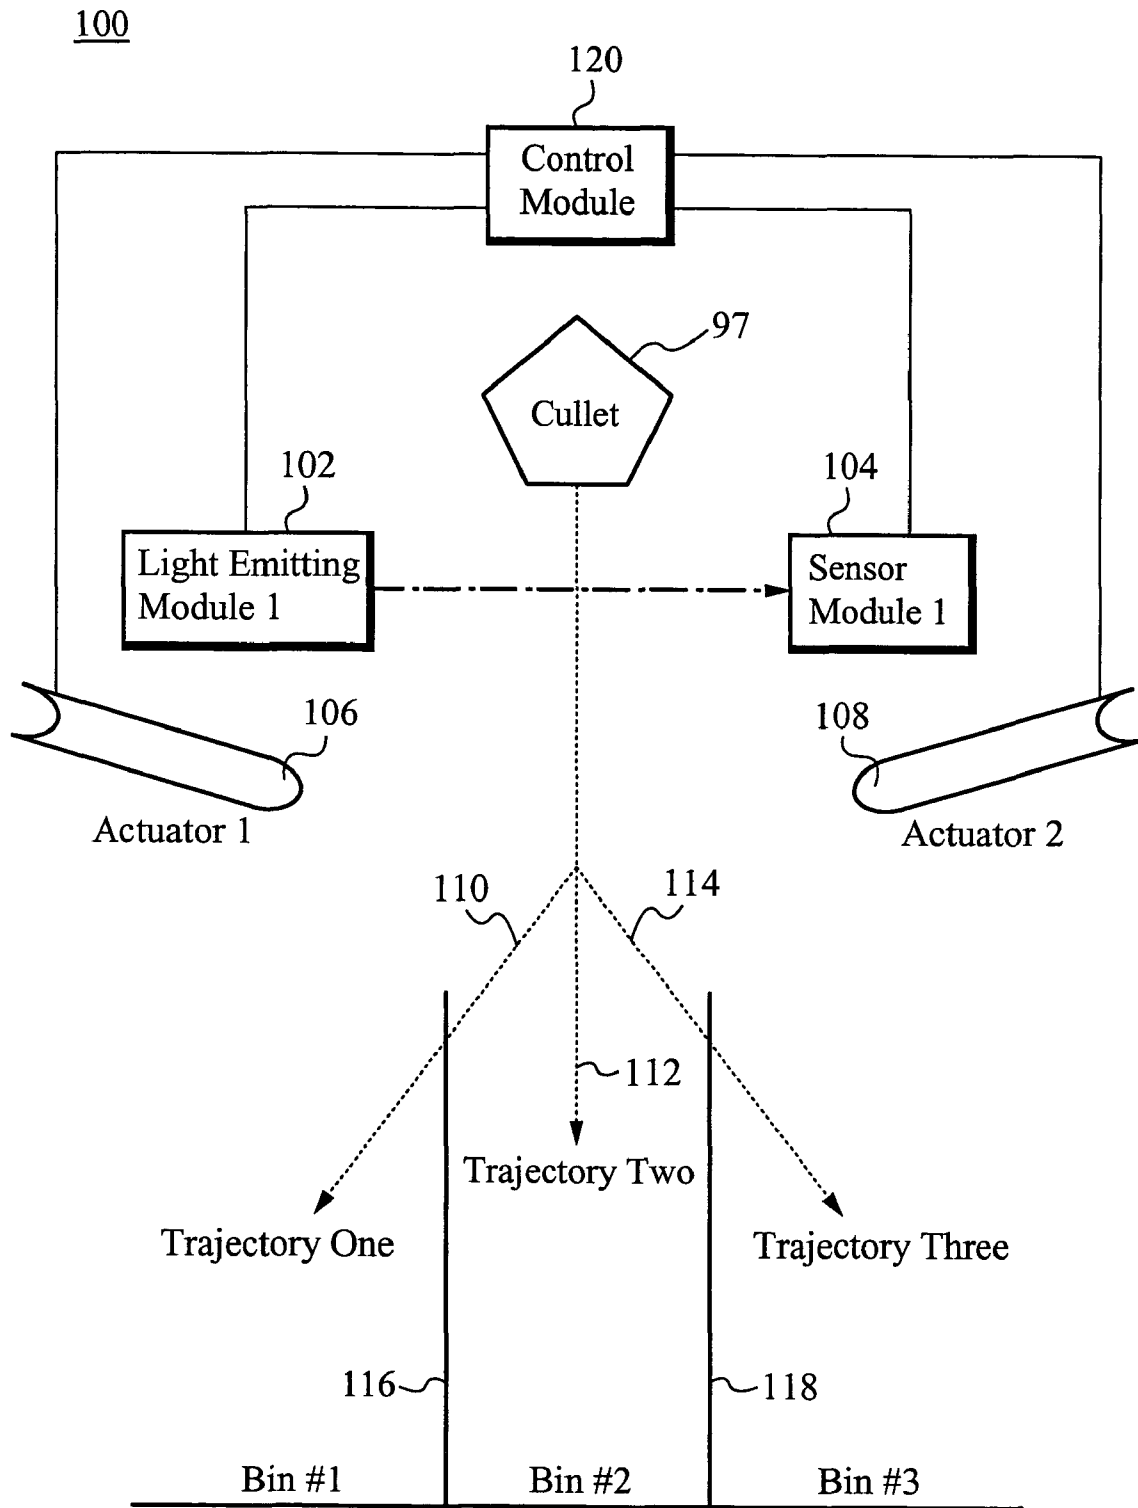 100
120
Control
Module
97
Cullet
102
104
Light Emitting
Module 1
Sensor
Module 1
106
108
Actuator 1
Actuator 2
110
114
112
Trajectory Two
Trajectory One
Trajectory Three
116
118
Bin #1
Bin #2
Bin #3